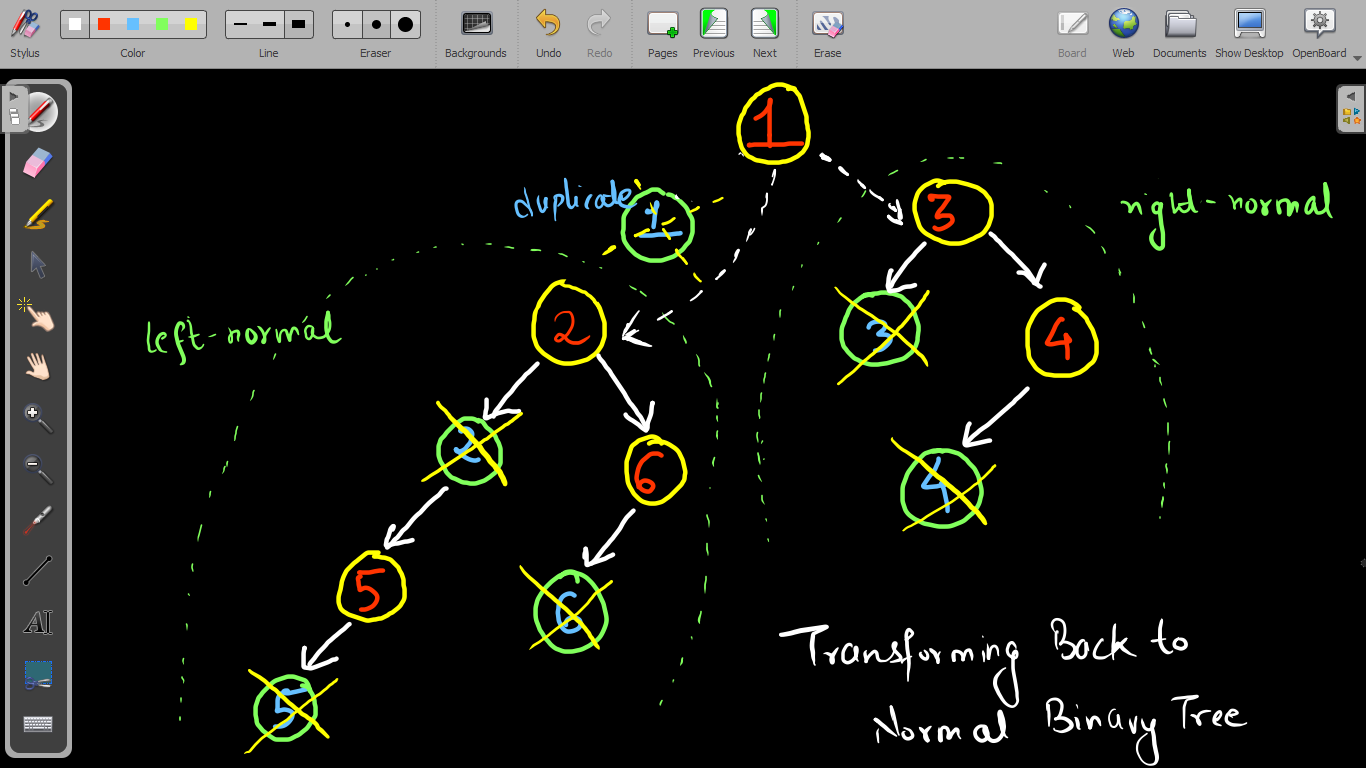 Stylus
Color
Line
Eraser
Backgrounds
Undo
Redo
Pages
Previous
Next
Erase
Board
Web
Documents
Show Desktop
OpenBoard
1
duplicate
1
3
right-normal
2
left-normal
3
4
2
6
4
5
6
5
AI
Transforming Back to
Normal Binary Tree